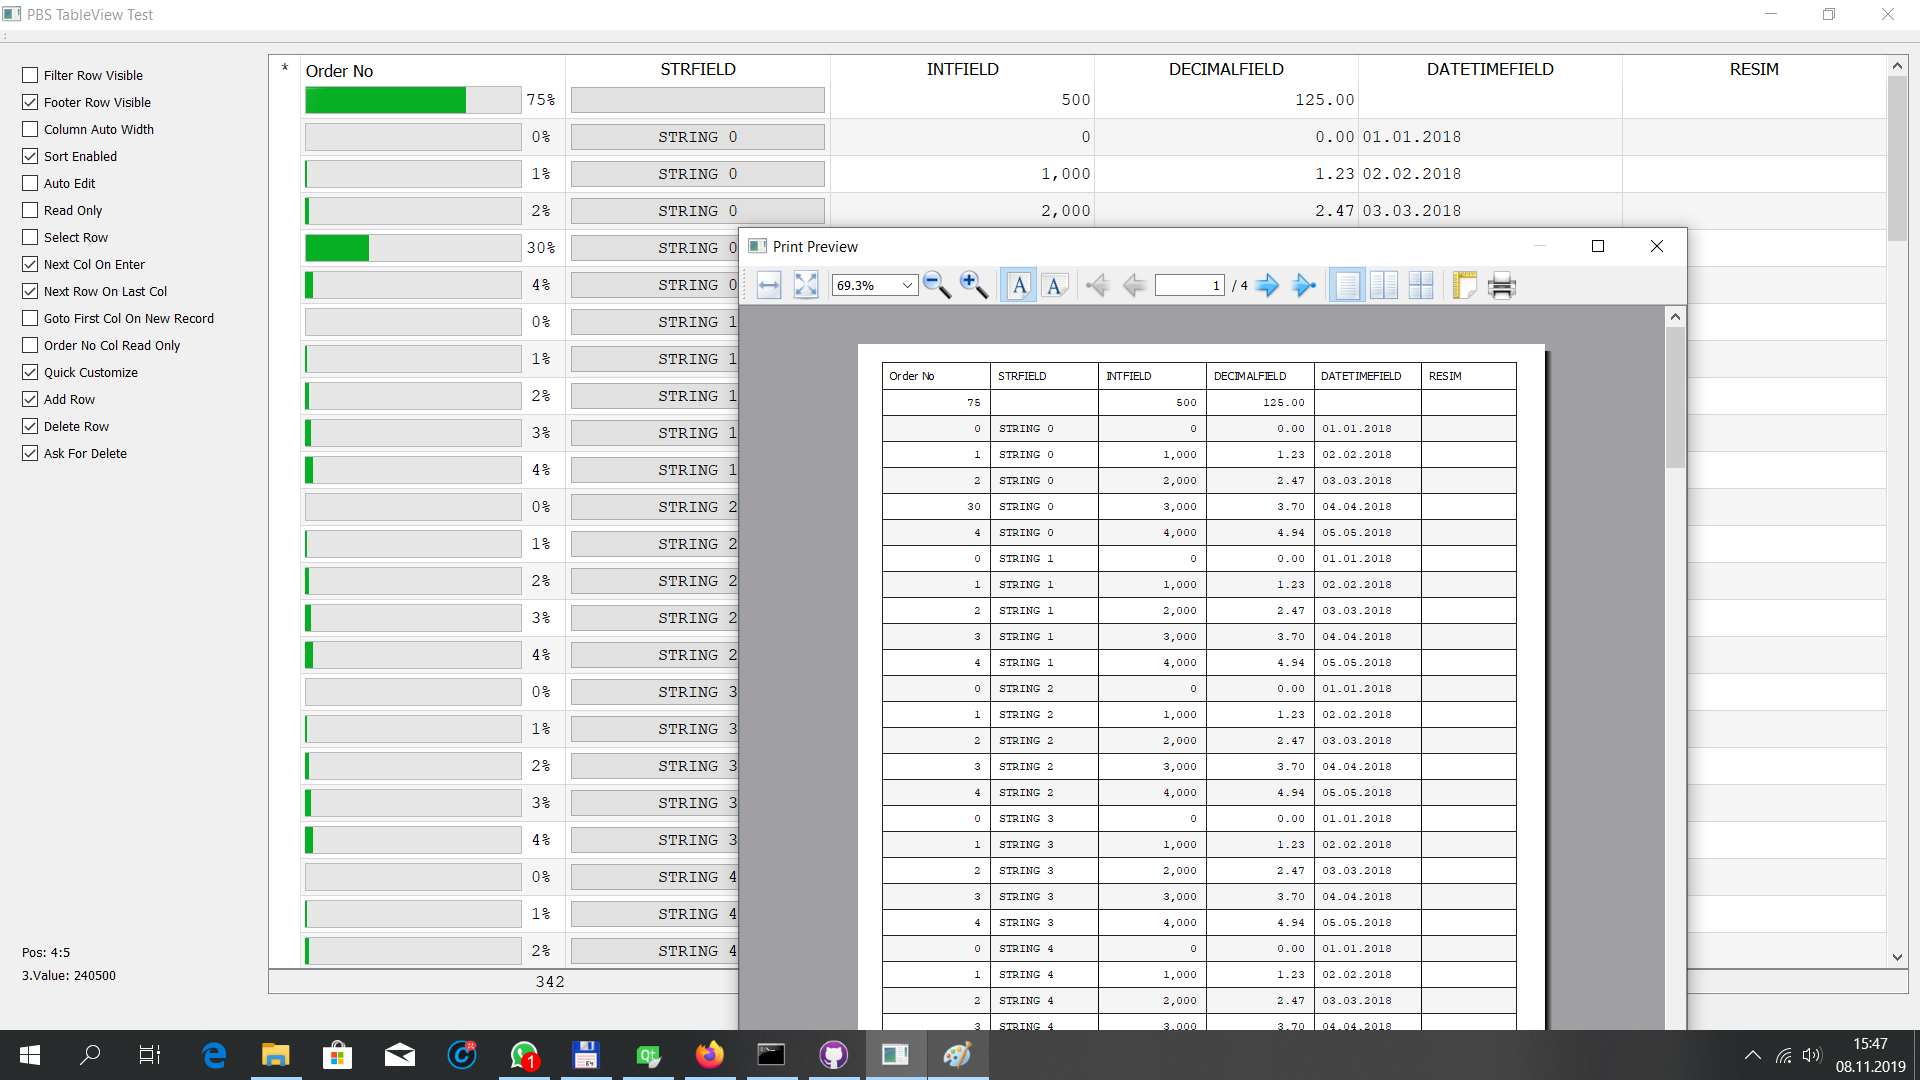 PBS TableView Test
Filter Row Visible
Footer Row Visible
Column Auto Width
Sort Enabled
Auto Edit
Read Only
Select Row
Next Col On Enter
Next Row On Last Col
Goto First Col On New Record
Order No Col Read Only
Quick Customize
Add Row
Delete Row
Ask For Delete
Pos: 4:5
3.Value: 240500
* Order No STRFIELD INTFIELD DECIMALFIELD DATETIMEFIELD RESIM
75% 500 125.00
0% STRING 0 0 0.00 01.01.2018
1% STRING 0 1,000 1.23 02.02.2018
2% STRING 0 2,000 2.47 03.03.2018
30% STRING 0
4% STRING 0
0% STRING 1
1% STRING 1
2% STRING 1
3% STRING 1
4% STRING 1
0% STRING 2
1% STRING 2
2% STRING 2
3% STRING 2
4% STRING 2
0% STRING 3
1% STRING 3
2% STRING 3
3% STRING 3
4% STRING 3
0% STRING 4
1% STRING 4
2% STRING 4
342
Print Preview
69.3% A A 1 / 4
Order No STRFIELD INTFIELD DECIMALFIELD DATETIMEFIELD RESIM
75 500 125.00
0 STRING 0 0 0.00 01.01.2018
1 STRING 0 1,000 1.23 02.02.2018
2 STRING 0 2,000 2.47 03.03.2018
30 STRING 0 3,000 3.70 04.04.2018
4 STRING 0 4,000 4.94 05.05.2018
0 STRING 1 0 0.00 01.01.2018
1 STRING 1 1,000 1.23 02.02.2018
2 STRING 1 2,000 2.47 03.03.2018
3 STRING 1 3,000 3.70 04.04.2018
4 STRING 1 4,000 4.94 05.05.2018
0 STRING 2 0 0.00 01.01.2018
1 STRING 2 1,000 1.23 02.02.2018
2 STRING 2 2,000 2.47 03.03.2018
3 STRING 2 3,000 3.70 04.04.2018
4 STRING 2 4,000 4.94 05.05.2018
0 STRING 3 0 0.00 01.01.2018
1 STRING 3 1,000 1.23 02.02.2018
2 STRING 3 2,000 2.47 03.03.2018
3 STRING 3 3,000 3.70 04.04.2018
4 STRING 3 4,000 4.94 05.05.2018
0 STRING 4 0 0.00 01.01.2018
1 STRING 4 1,000 1.23 02.02.2018
2 STRING 4 2,000 2.47 03.03.2018
3 STRING 4 3,000 3.70 04.04.2018
1
64
Qt
15:47
08.11.2019